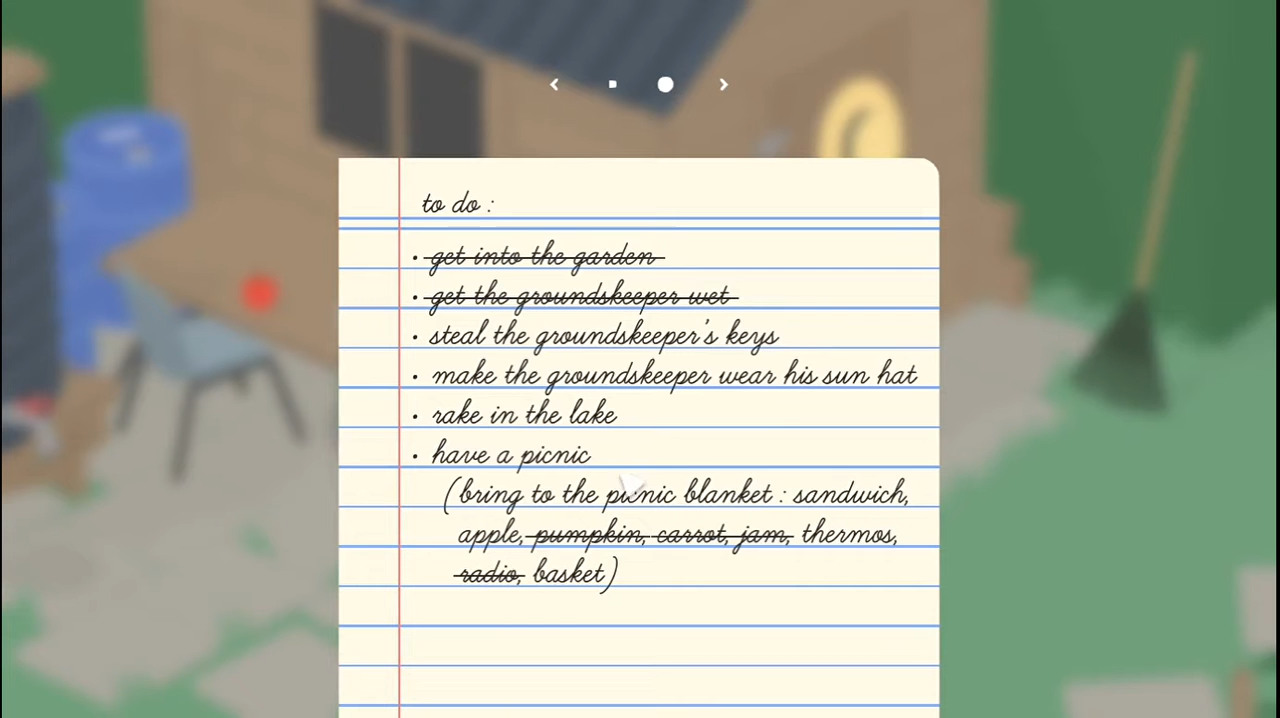 to do :
• get into the garden
• get the groundskeeper wet
• steal the groundskeeper's keys
• make the groundskeeper wear his sun hat
• rake in the lake
• have a picnic
(bring to the picnic blanket : sandwich,
apple, pumpkin, carrot, jam, thermos,
radio, basket)